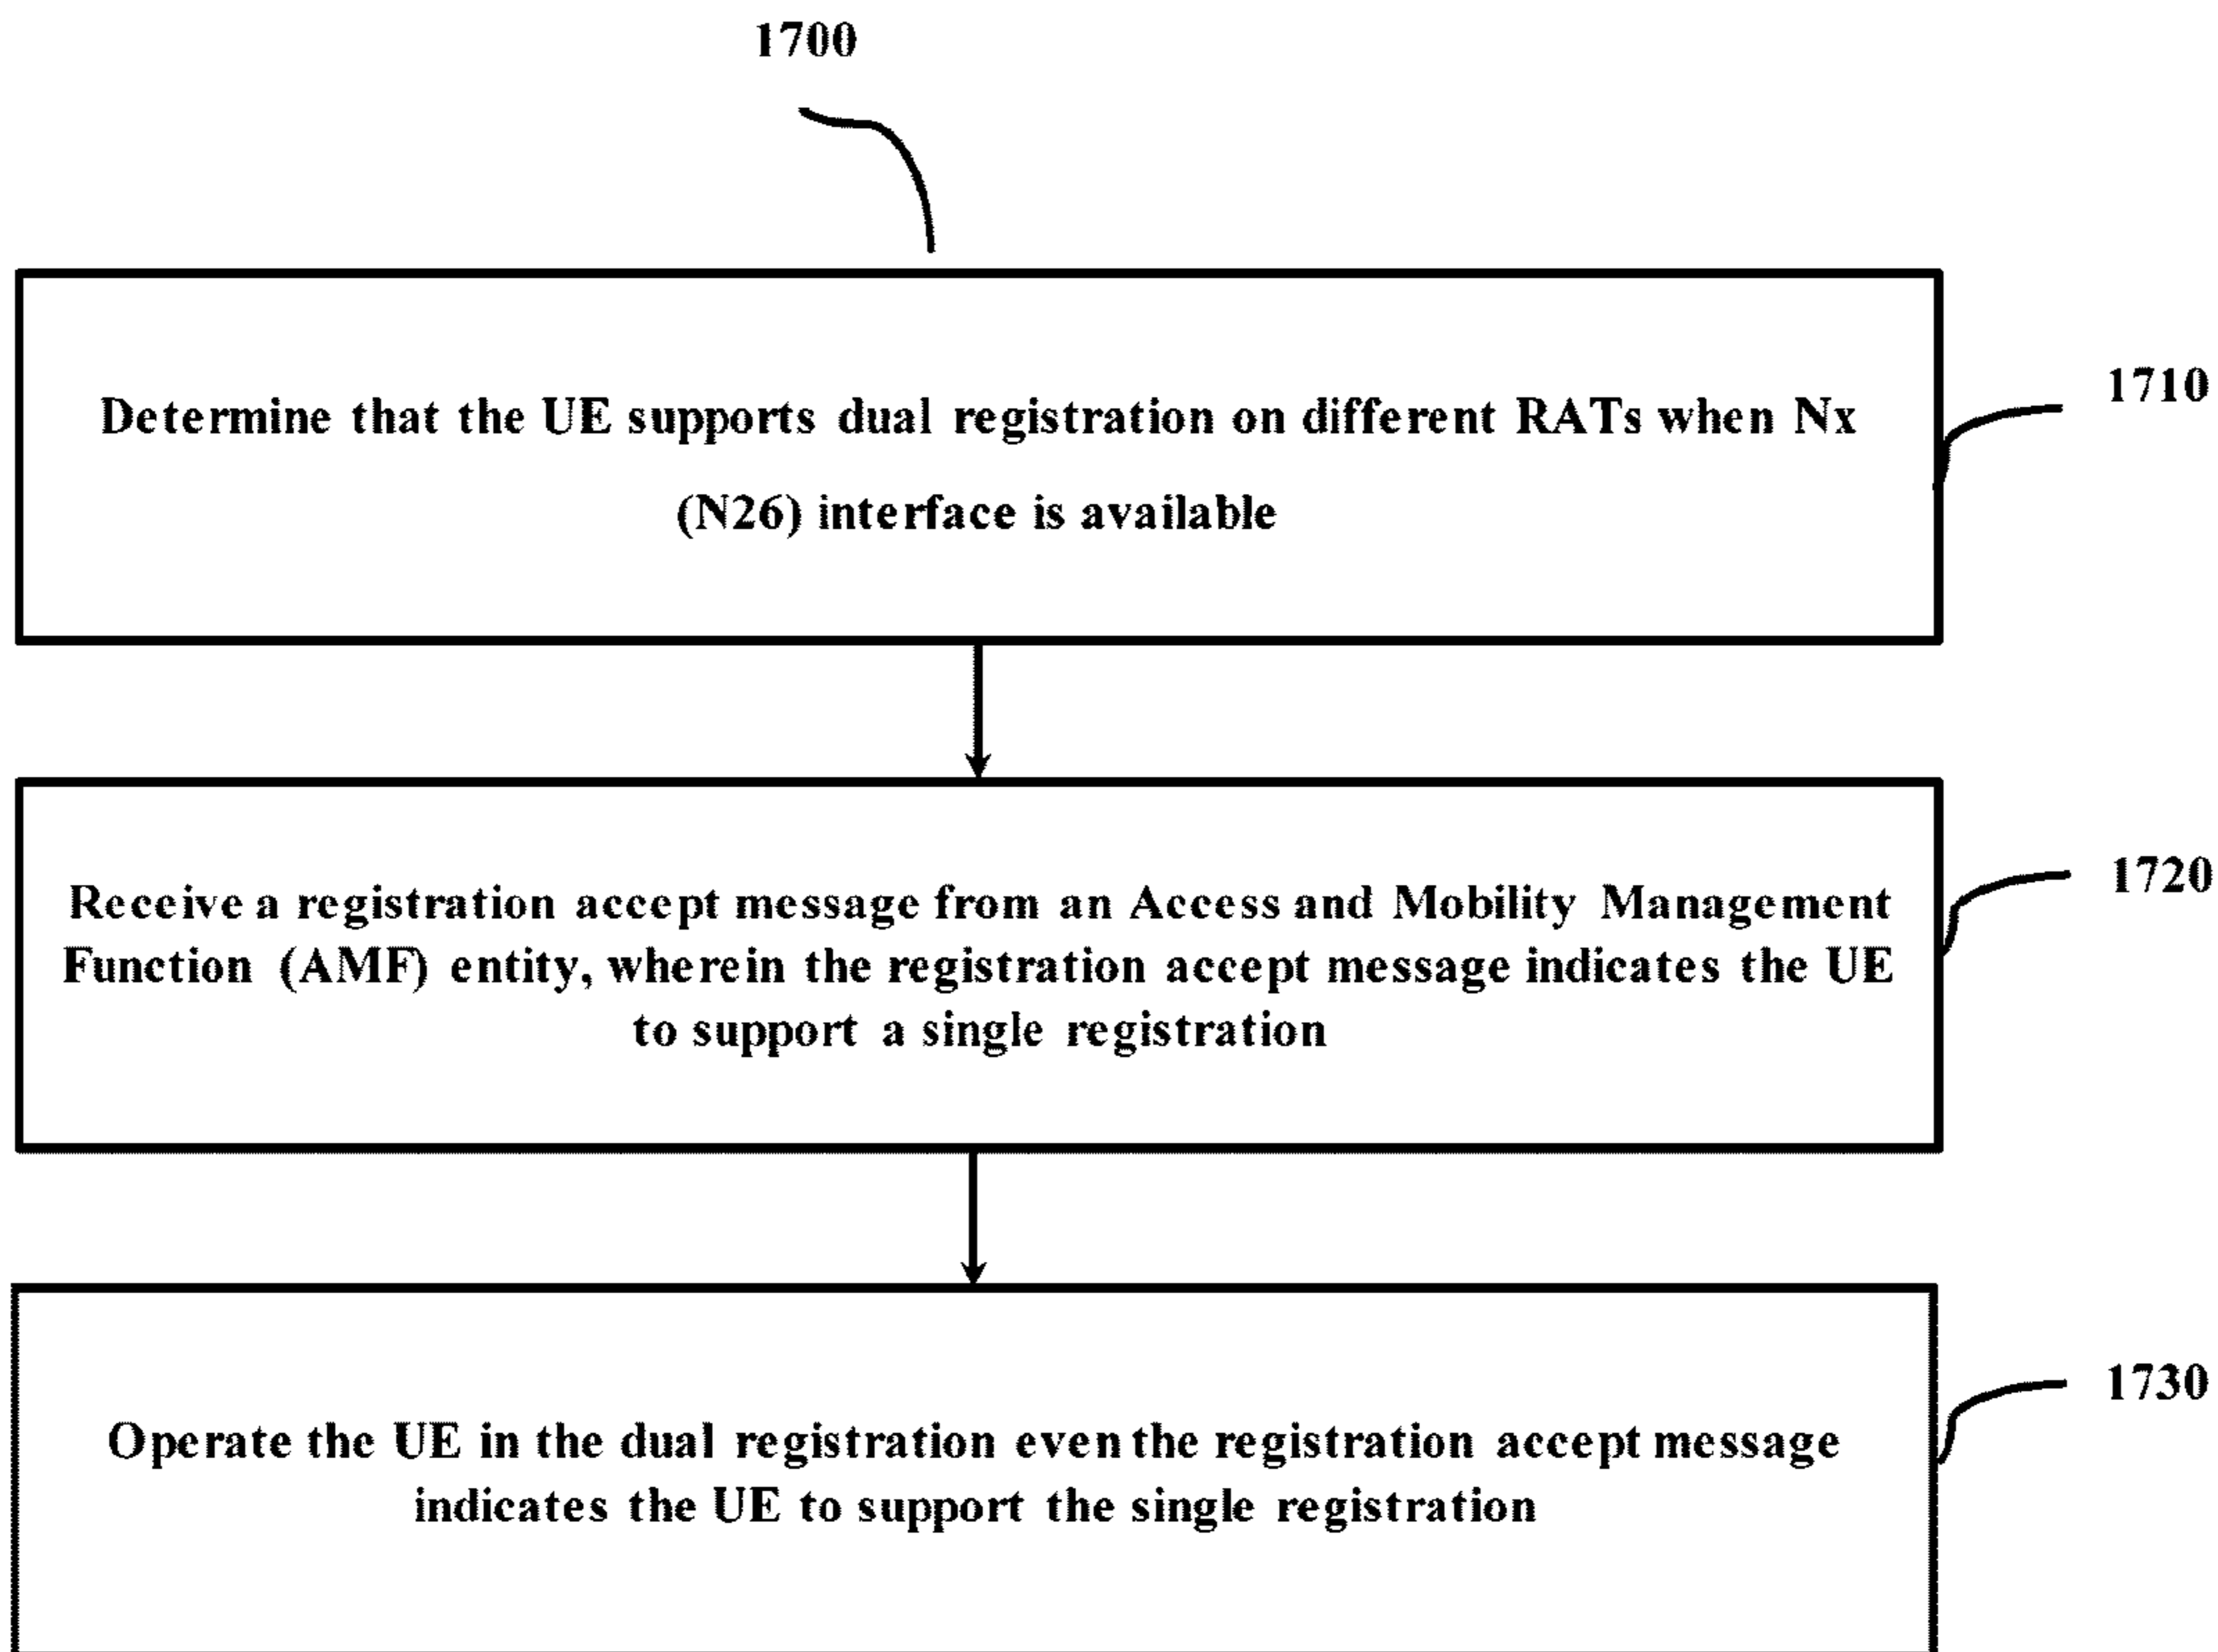 1700
Determine that the UE supports dual registration on different RATs when Nx
(N26) interface is available
1710
Receive a registration accept message from an Access and Mobility Management
Function (AMF) entity, wherein the registration accept message indicates the UE
to support a single registration
1720
Operate the UE in the dual registration even the registration accept message
indicates the UE to support the single registration
1730